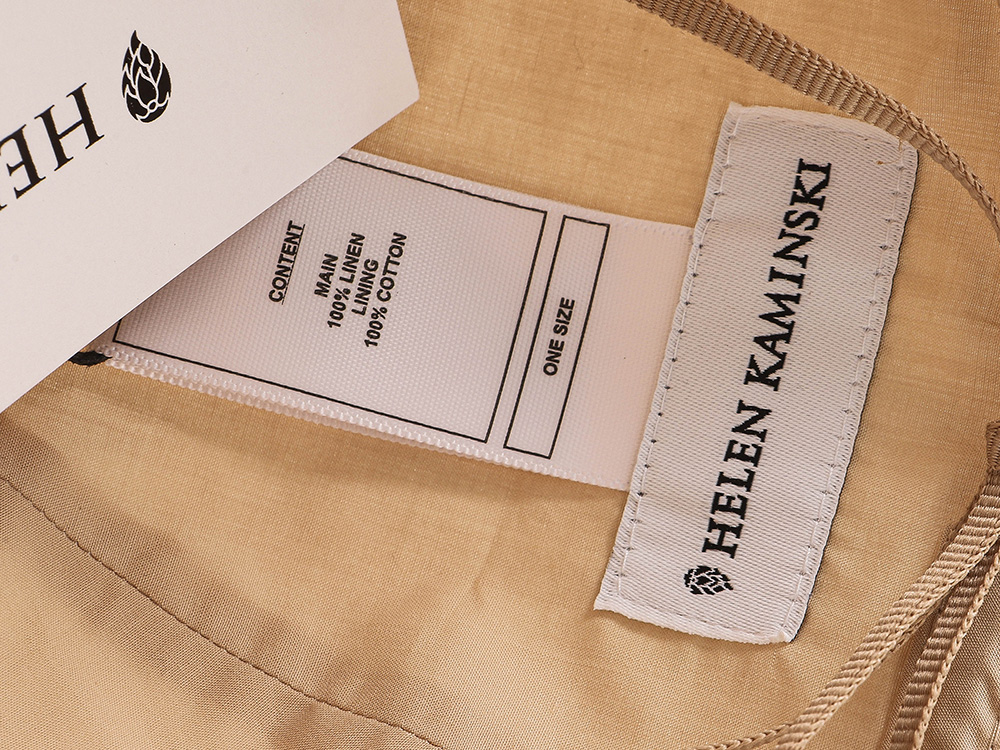 HE
CONTENT
MAIN
100% LINEN
LINING
100% COTTON
ONE SIZE
HELEN KAMINSKI